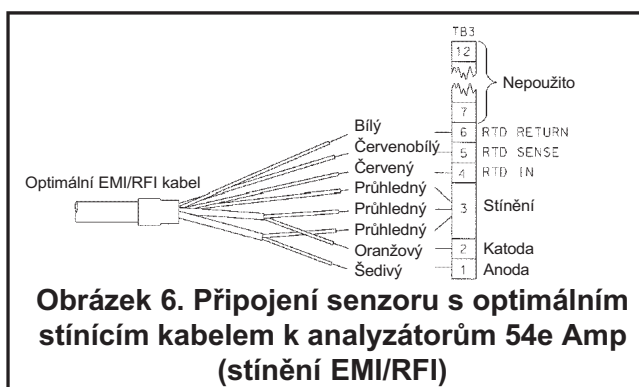 TB3
12
Nepoužito
7
Bílý 6 RTD RETURN
Červenobílý 5 RTD SENSE
Červený 4 RTD IN
Optimální EMI/RFI kabel
Průhledný
Průhledný 3 Stínění
Průhledný
Oranžový 2 Katoda
Šedivý 1 Anoda
Obrázek 6. Připojení senzoru s optimálním
stínícím kabelem k analyzátorům 54e Amp
(stínění EMI/RFI)